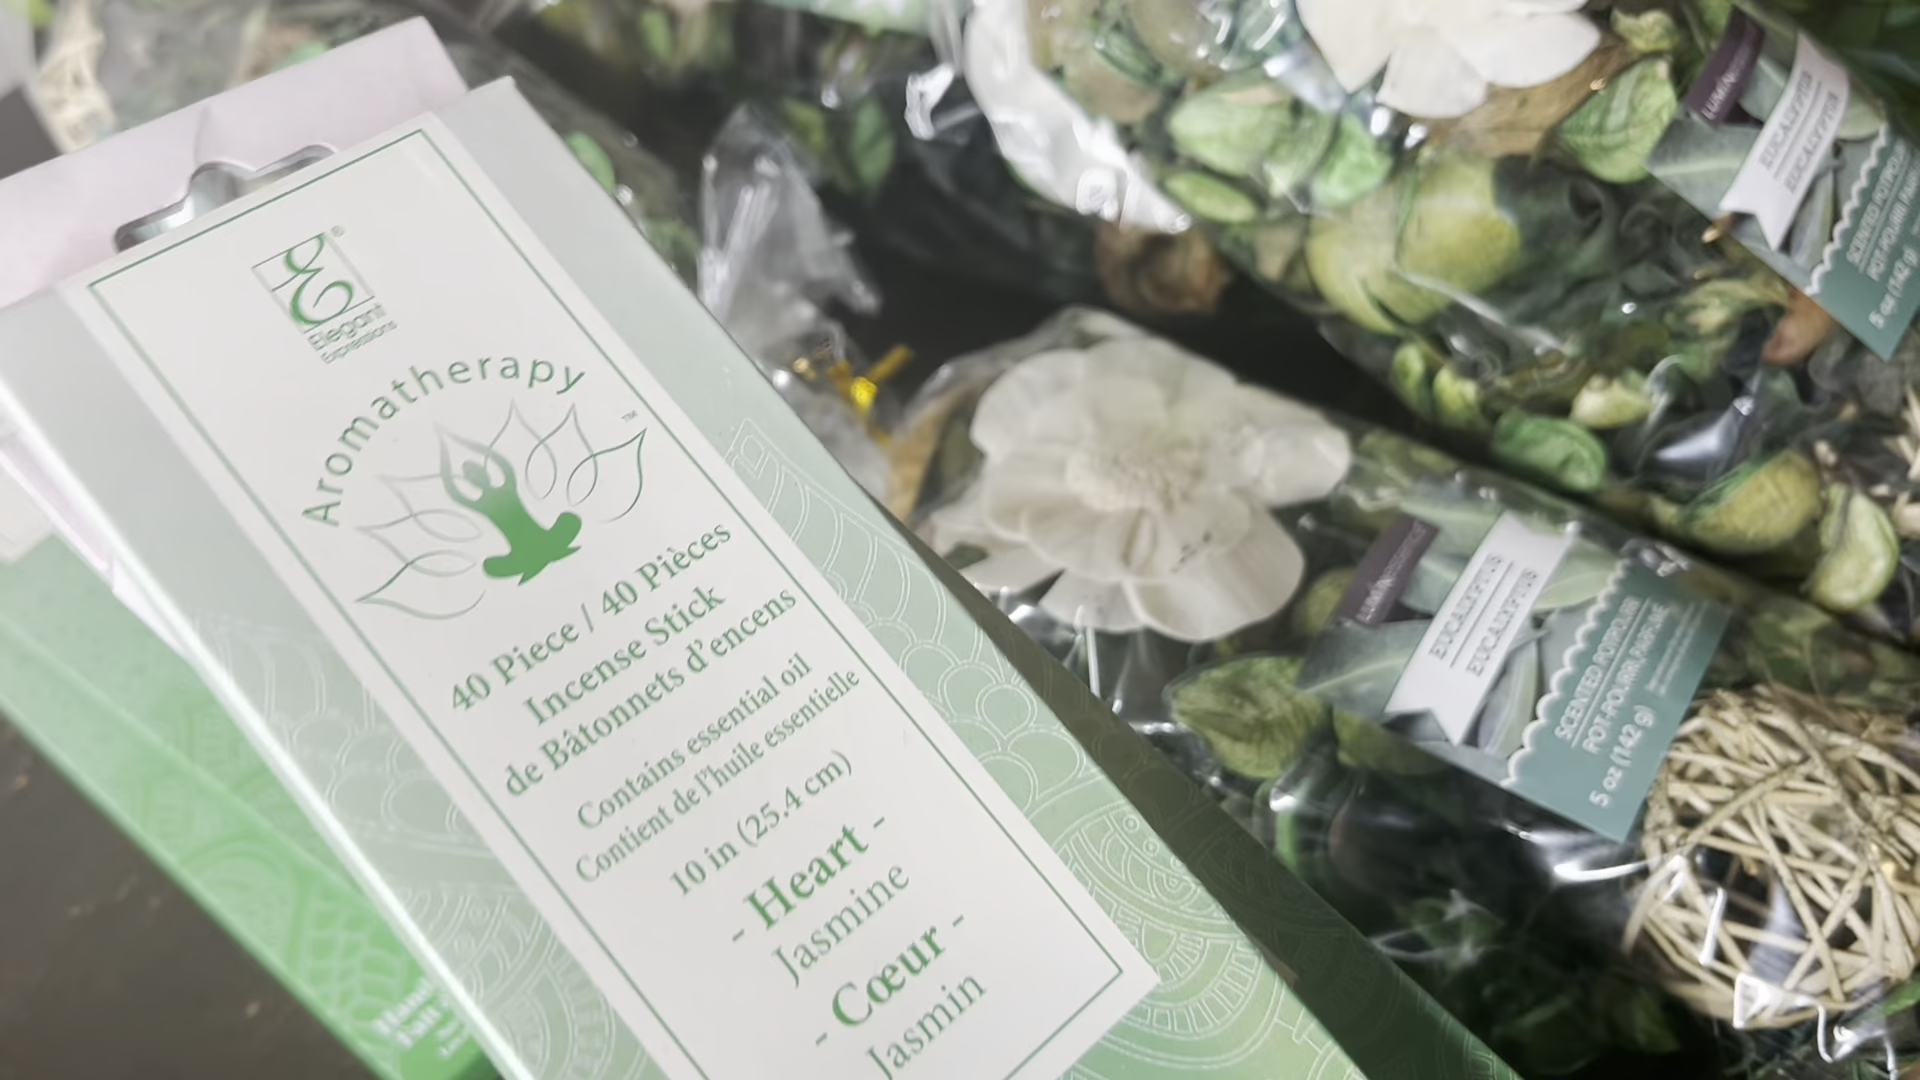 Elegant
Expressions
Aromatherapy
40 Piece / 40 Pièces
Incense Stick
de Bâtonnets d'encens
Contains essential oil
Contient de l'huile essentielle
10 in (25.4 cm)
- Heart -
Jasmine
- Cœur -
Jasmin
EUCALYPTUS
EUCALYPTUS
SCENTED POTPOURRI
POT-POURRI PARFUMÉ
5 oz (142 g)
EUCALYPTUS
EUCALYPTUS
SCENTED POTPOURRI
POT-POURRI
5 oz (142 g)